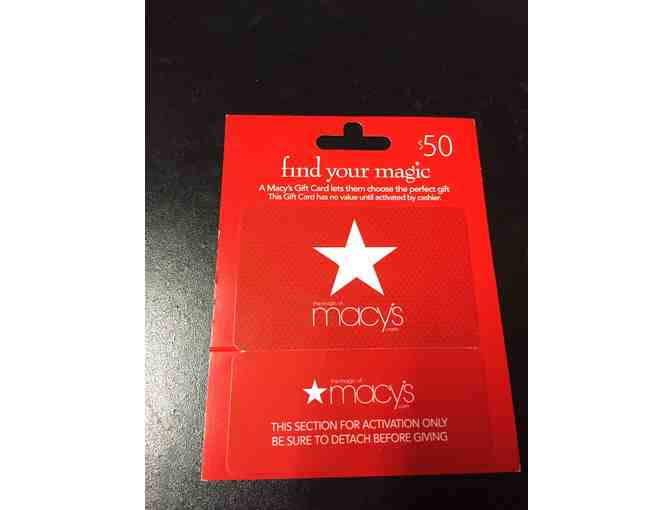 $50
find your magic
A Macy's Gift Card lets them choose the perfect gift
This Gift Card has no value until activated by cashier.
the magic of
macy's
.com
the magic of
macy's
.com
THIS SECTION FOR ACTIVATION ONLY
BE SURE TO DETACH BEFORE GIVING